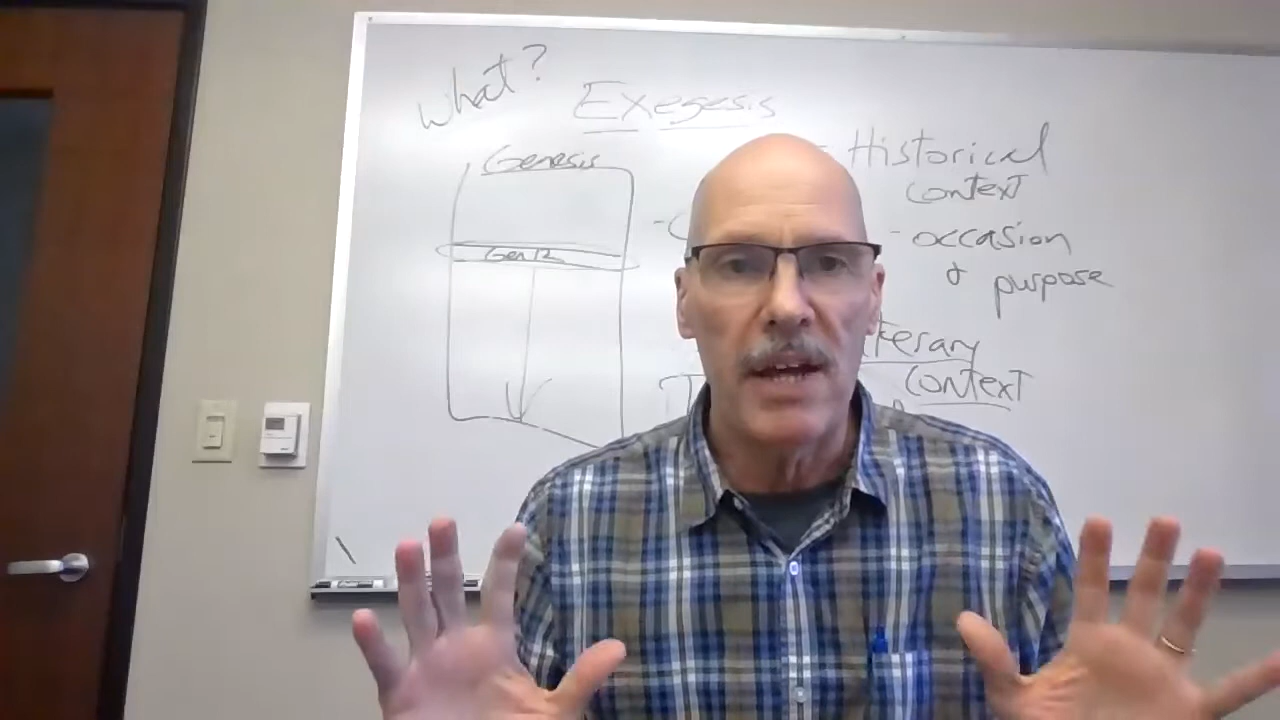 What?
Exegesis
Genesis
Gen 12
- Historical
context
- occasion
& purpose
context